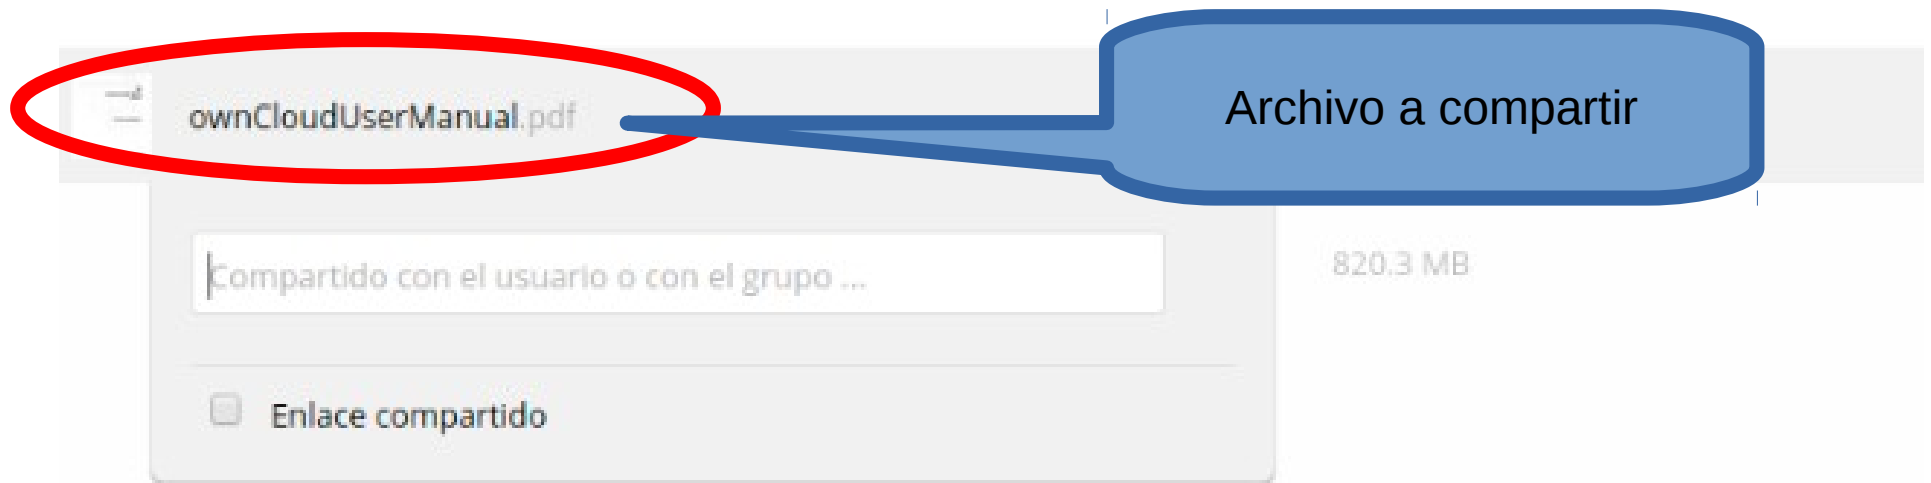 Archivo a compartir
ownCloudUserManual.pdf
Compartido con el usuario o con el grupo ...
820.3 MB
Enlace compartido